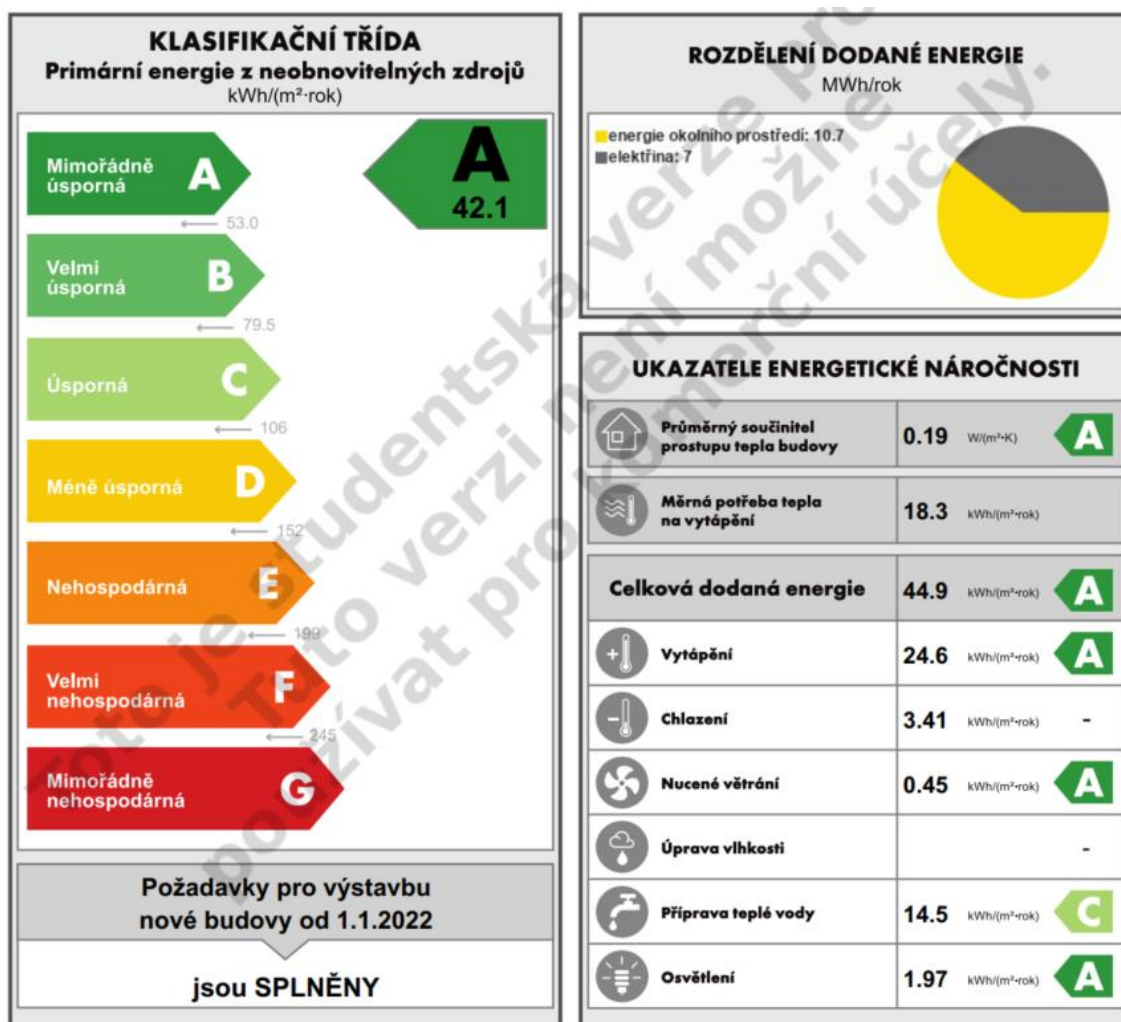 KLASIFIKAČNÍ TŘÍDA
Primární energie z neobnovitelných zdrojů
kWh/(m²·rok)
Mimořádně
úsporná
A
A
42.1
53.0
Velmi
úsporná
B
79.5
Úsporná
C
106
Méně úsporná
D
152
Nehospodárná
E
199
Velmi
nehospodárná
F
245
Mimořádně
nehospodárná
G
Požadavky pro výstavbu
nové budovy od 1.1.2022
jsou SPLNĚNY
ROZDĚLENÍ DODANÉ ENERGIE
MWh/rok
energie okolního prostředí: 10.7
elektřina: 7
UKAZATELE ENERGETICKÉ NÁROČNOSTI
Průměrný součinitel
prostupu tepla budovy
0.19 W/(m²·K) A
Měrná potřeba tepla
na vytápění
18.3 kWh/(m²·rok)
Celková dodaná energie 44.9 kWh/(m²·rok) A
Vytápění 24.6 kWh/(m²·rok) A
Chlazení 3.41 kWh/(m²·rok) -
Nucené větrání 0.45 kWh/(m²·rok) A
Úprava vlhkosti -
Příprava teplé vody 14.5 kWh/(m²·rok) C
Osvětlení 1.97 kWh/(m²·rok) A
Toto je studentská verze
Tuto verzi není možné
používat pro komerční účely.